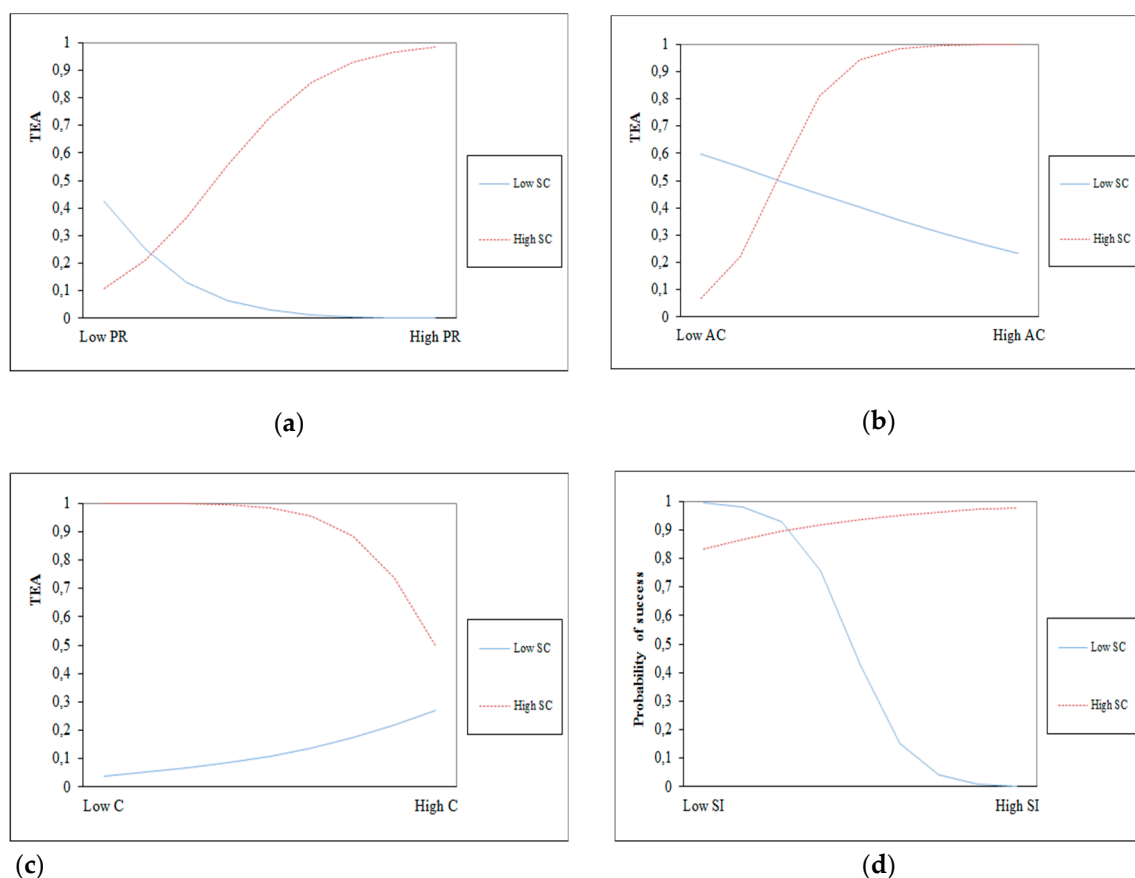 1
0,9
0,8
0,7
0,6
0,5
0,4
0,3
0,2
0,1
0
TEA
Low PR
High PR
Low SC
High SC
(a)
1
0,9
0,8
0,7
0,6
0,5
0,4
0,3
0,2
0,1
0
TEA
Low AC
High AC
Low SC
High SC
(b)
1
0,9
0,8
0,7
0,6
0,5
0,4
0,3
0,2
0,1
0
TEA
Low C
High C
Low SC
High SC
(c)
1
0,9
0,8
0,7
0,6
0,5
0,4
0,3
0,2
0,1
0
Probability of success
Low SI
High SI
Low SC
High SC
(d)